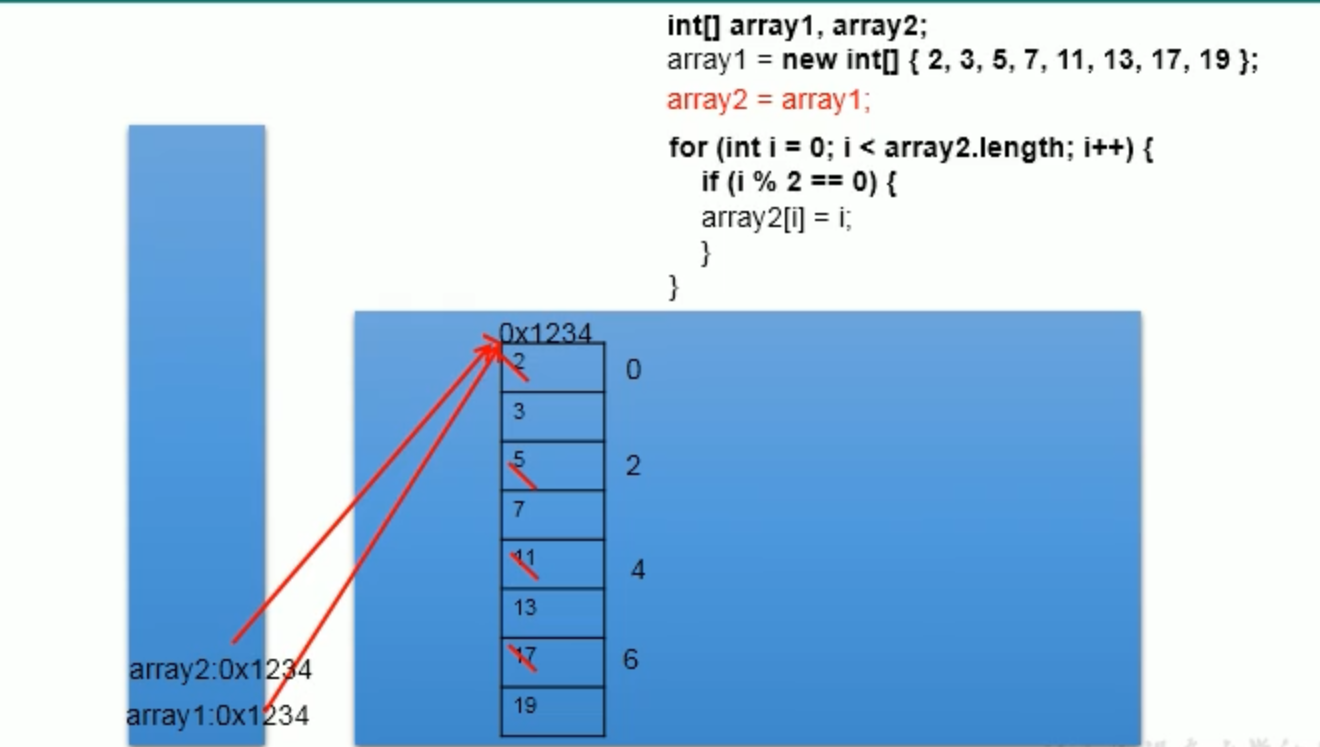 int[] array1, array2;
array1 = new int[] { 2, 3, 5, 7, 11, 13, 17, 19 };
array2 = array1;
for (int i = 0; i < array2.length; i++) {
if (i % 2 == 0) {
array2[i] = i;
}
}
0x1234
2 0
3
5 2
7
11 4
13
17 6
19
array2:0x1234
array1:0x1234